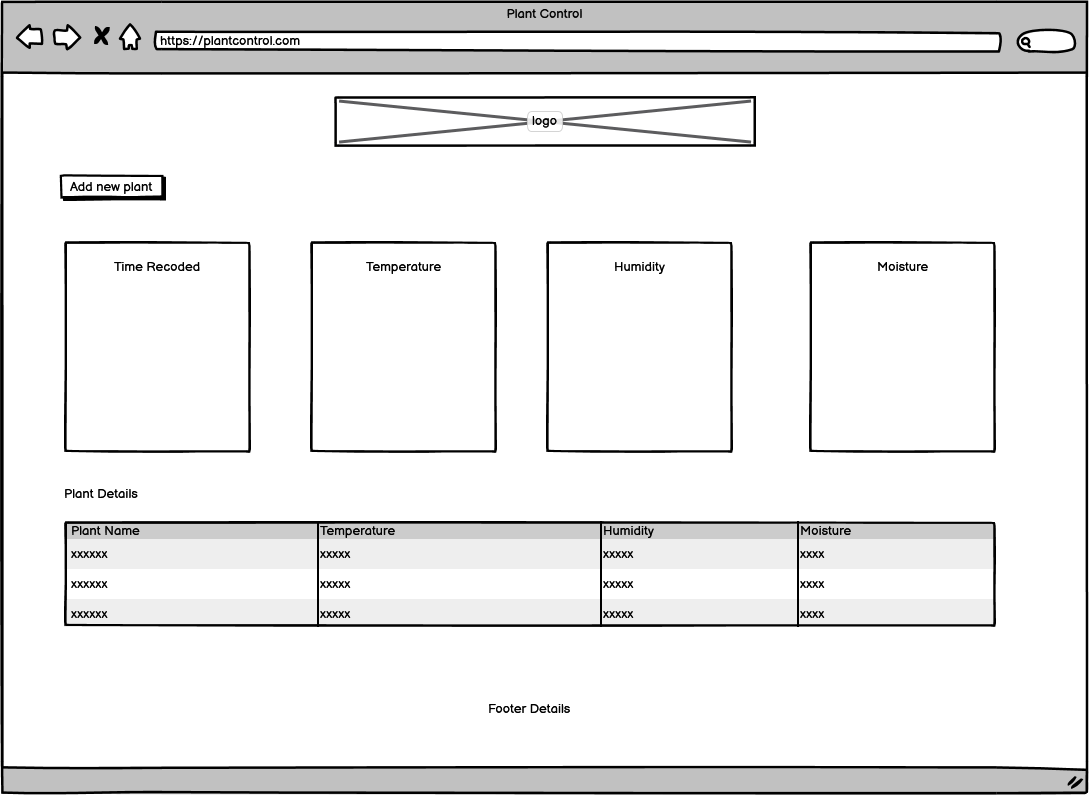 Plant Control
https://plantcontrol.com
logo
Add new plant
Time Recoded Temperature Humidity Moisture
Plant Details
Plant Name Temperature Humidity Moisture
xxxxxx xxxxx xxxxx xxxx
xxxxxx xxxxx xxxxx xxxx
xxxxxx xxxxx xxxxx xxxx
Footer Details